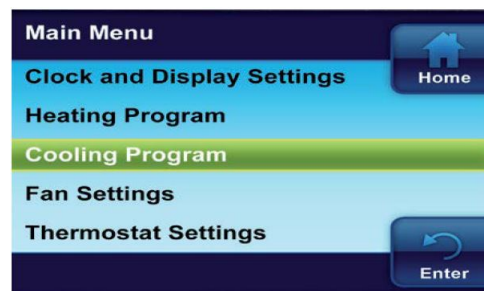 Main Menu
Clock and Display Settings
Home
Heating Program
Cooling Program
Fan Settings
Thermostat Settings
Enter